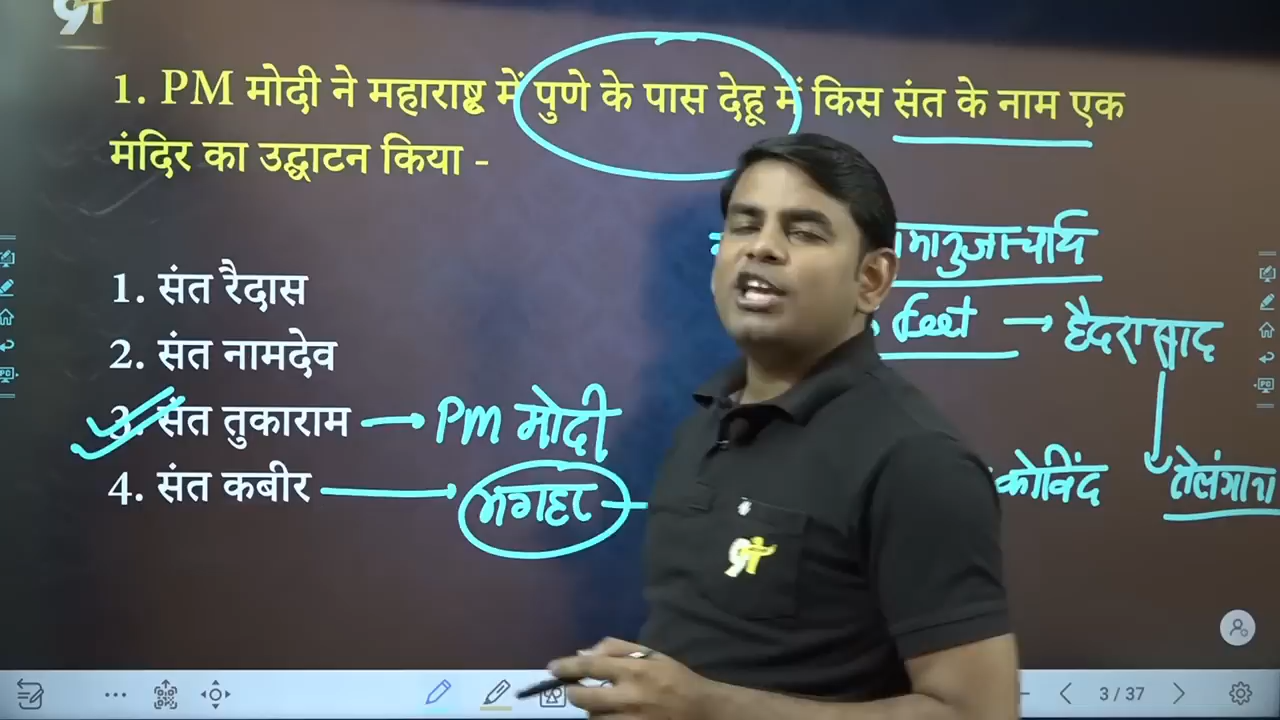 1. PM मोदी ने महाराष्ट्र में पुणे के पास देहू में किस संत के नाम एक
मंदिर का उद्घाटन किया -
मानुजाचार्य
1. संत रैदास
feet → हैदराबाद
2. संत नामदेव
3. संत तुकाराम → PM मोदी
4. संत कबीर → मगहर
कोविंद
तेलंगाना
3 / 37